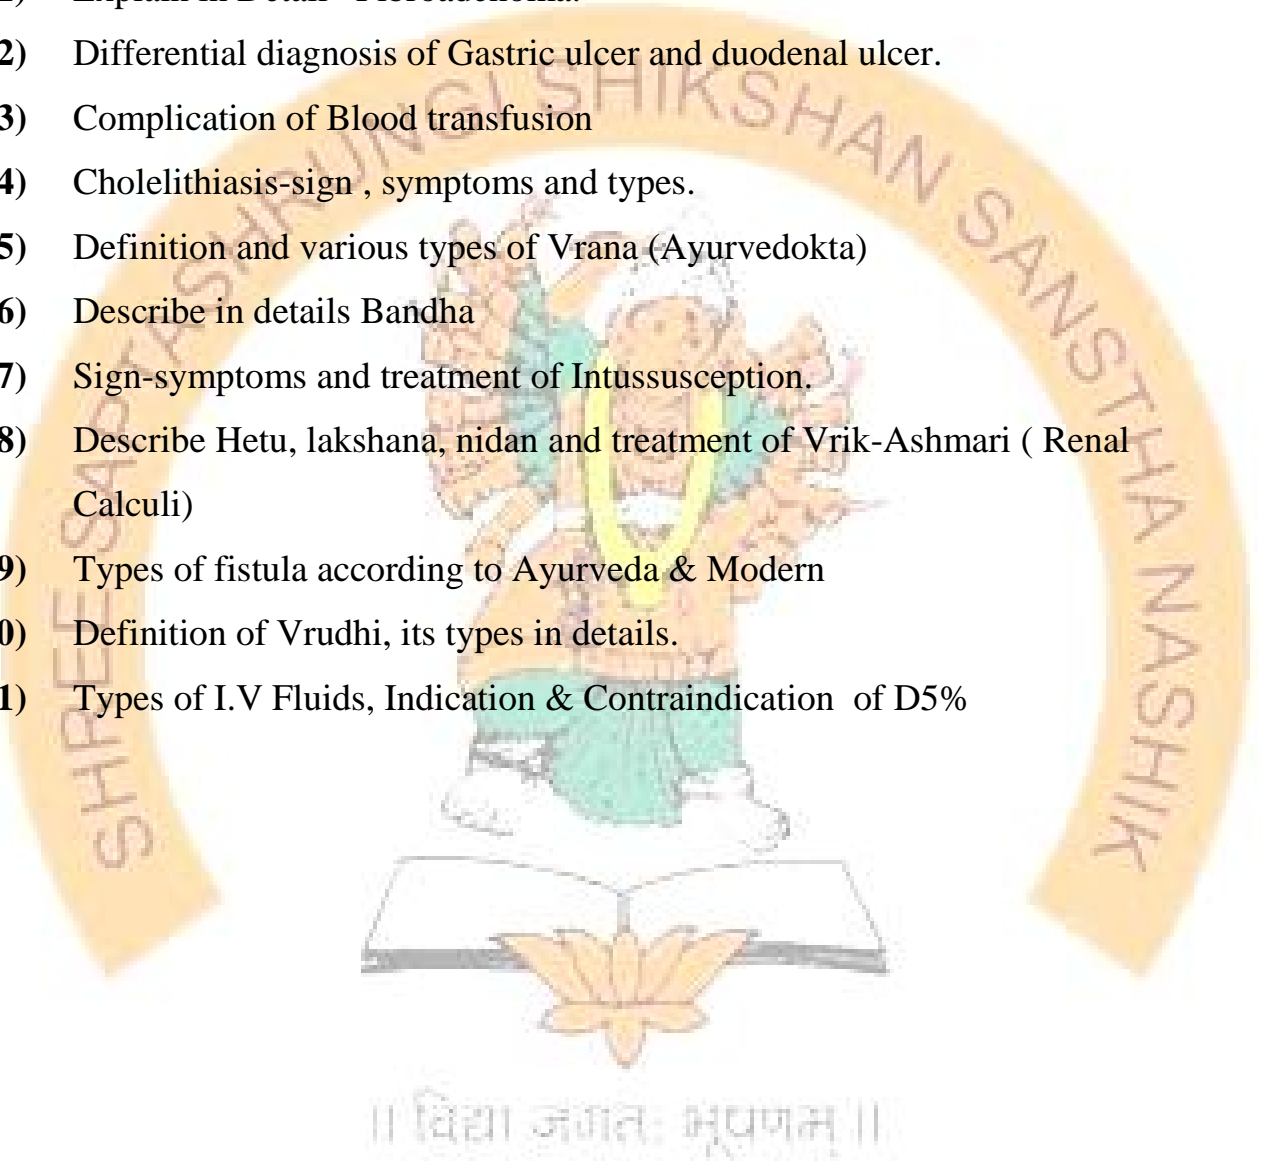 Explain in Detail - Fibroadenoma.
2) Differential diagnosis of Gastric ulcer and duodenal ulcer.
3) Complication of Blood transfusion
4) Cholelithiasis-sign , symptoms and types.
5) Definition and various types of Vrana (Ayurvedokta)
6) Describe in details Bandha
7) Sign-symptoms and treatment of Intussusception.
8) Describe Hetu, lakshana, nidan and treatment of Vrik-Ashmari ( Renal
Calculi)
9) Types of fistula according to Ayurveda & Modern
0) Definition of Vrudhi, its types in details.
1) Types of I.V Fluids, Indication & Contraindication of D5%
SHREE SAPTASHRUNGI SHIKSHAN SANSTHA NASHIK
॥ विद्या जगतः भूषणम् ॥